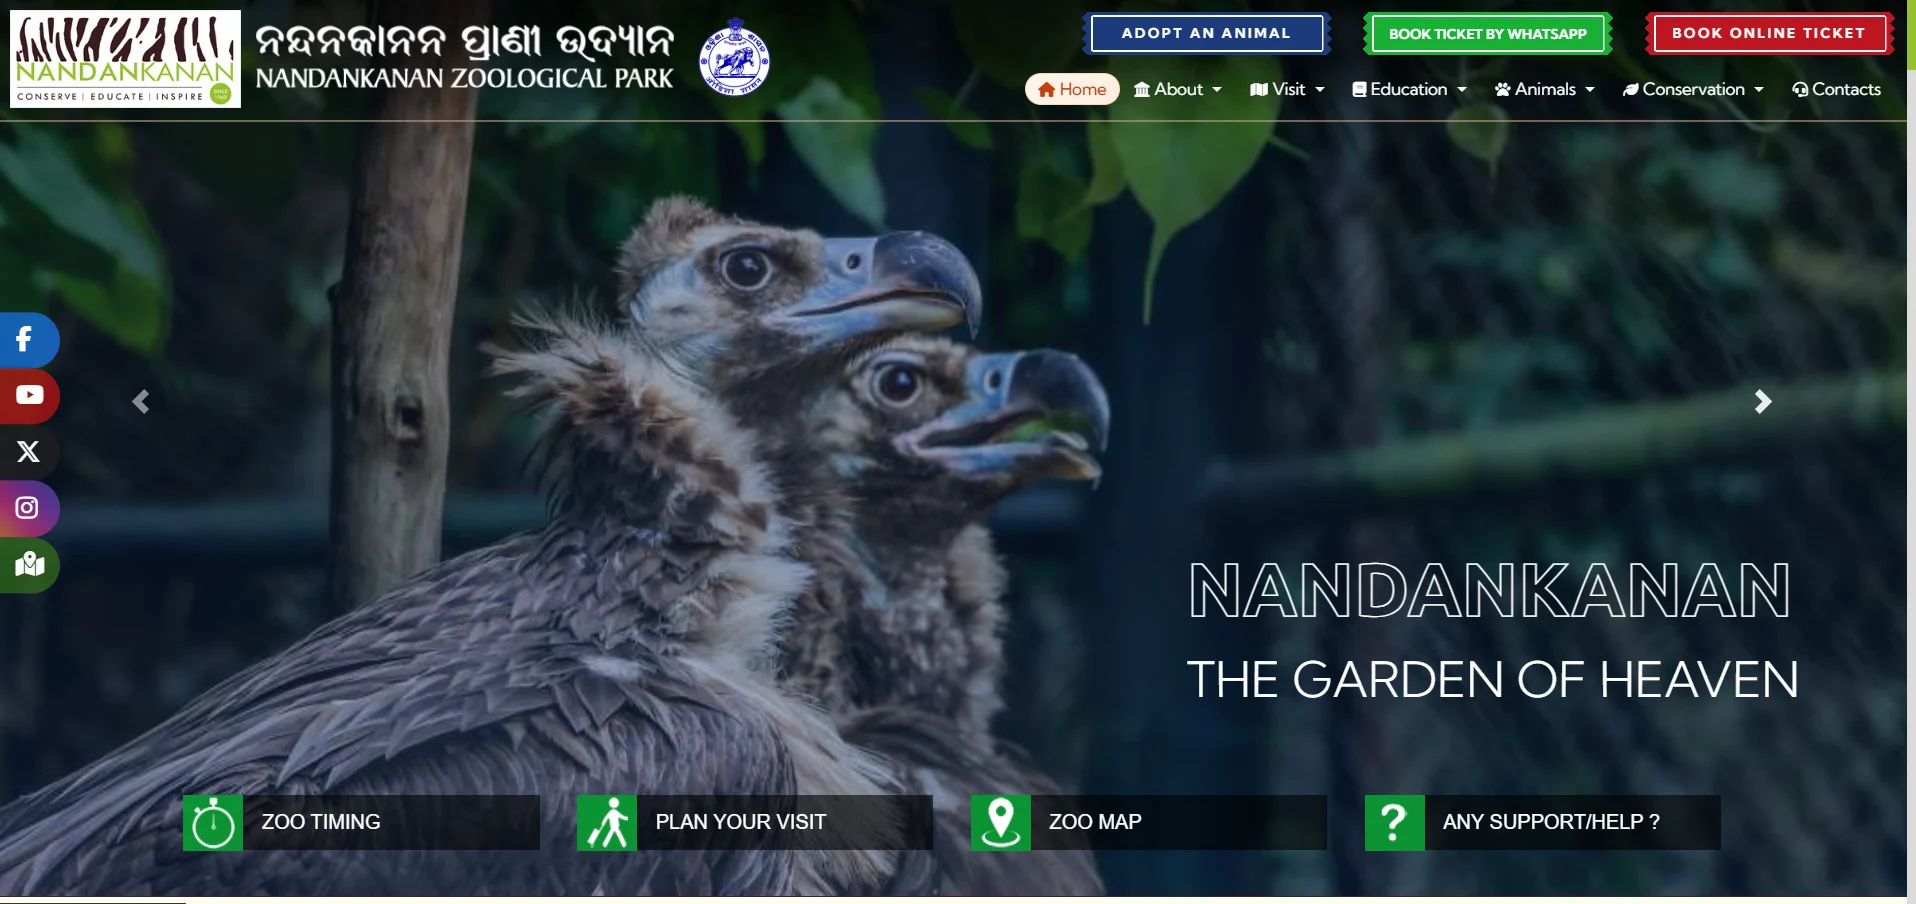 NANDANKANAN
CONSERVE | EDUCATE | INSPIRE
SINCE 1960
ନନ୍ଦନକାନନ ପ୍ରାଣୀ ଉଦ୍ୟାନ
NANDANKANAN ZOOLOGICAL PARK
ADOPT AN ANIMAL
BOOK TICKET BY WHATSAPP
BOOK ONLINE TICKET
Home
About
Visit
Education
Animals
Conservation
Contacts
NANDANKANAN
THE GARDEN OF HEAVEN
ZOO TIMING
PLAN YOUR VISIT
ZOO MAP
ANY SUPPORT/HELP ?